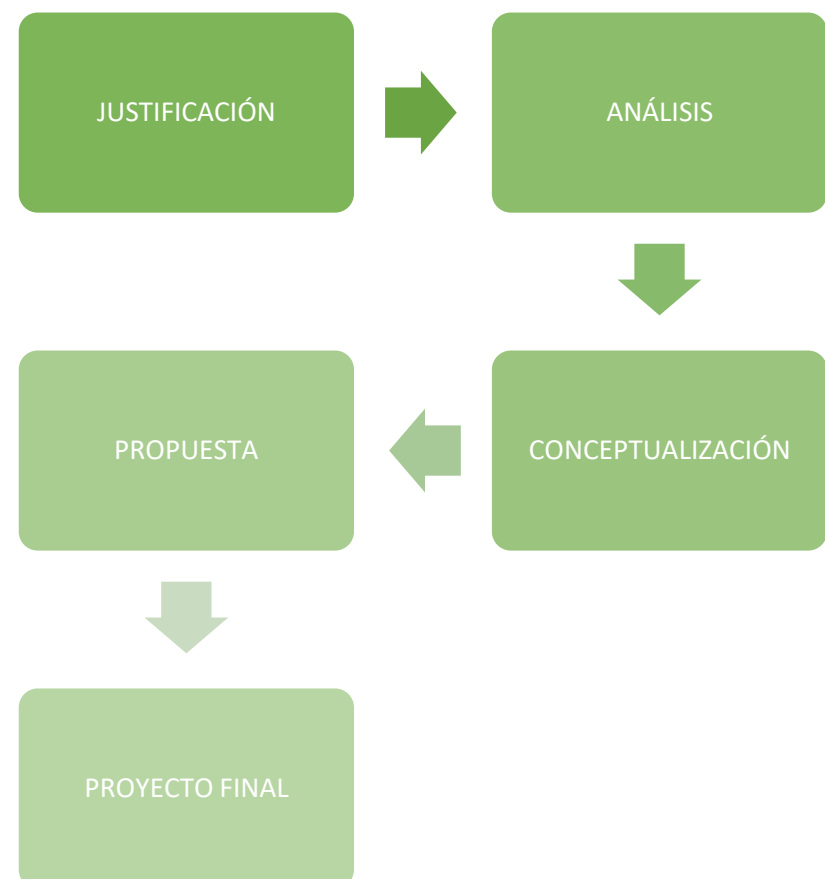 JUSTIFICACIÓN
ANÁLISIS
CONCEPTUALIZACIÓN
PROPUESTA
PROYECTO FINAL